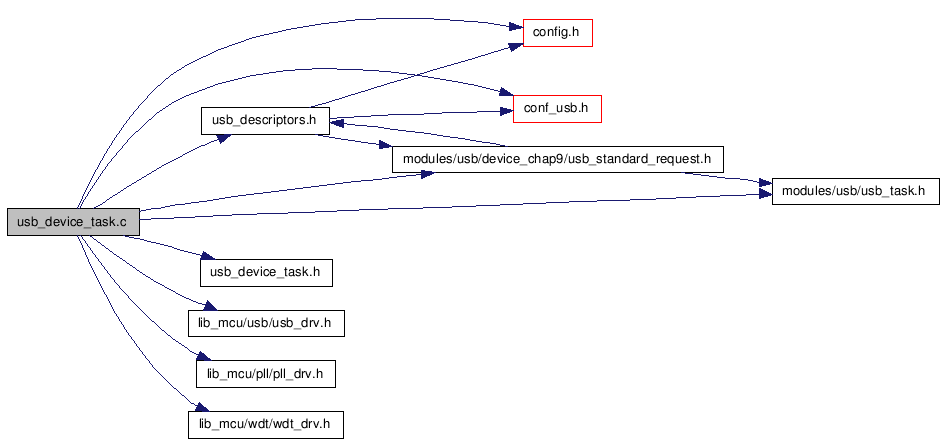 config.h
conf_usb.h
usb_descriptors.h
modules/usb/device_chap9/usb_standard_request.h
modules/usb/usb_task.h
usb_device_task.c
usb_device_task.h
lib_mcu/usb/usb_drv.h
lib_mcu/pll/pll_drv.h
lib_mcu/wdt/wdt_drv.h